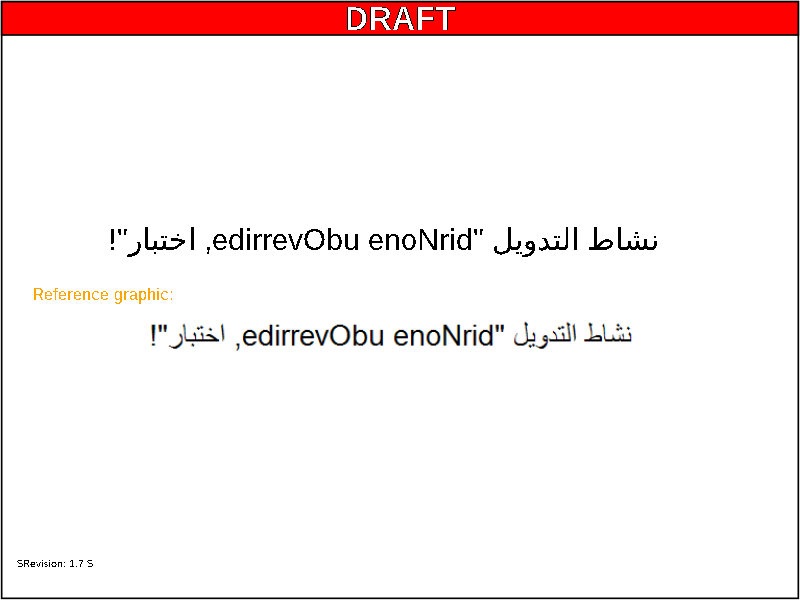 DRAFT
نشاط التدويل "edirrevObu enoNrid, اختبار"!
Reference graphic:
نشاط التدويل "edirrevObu enoNrid, اختبار"!
SRevision: 1.7 S